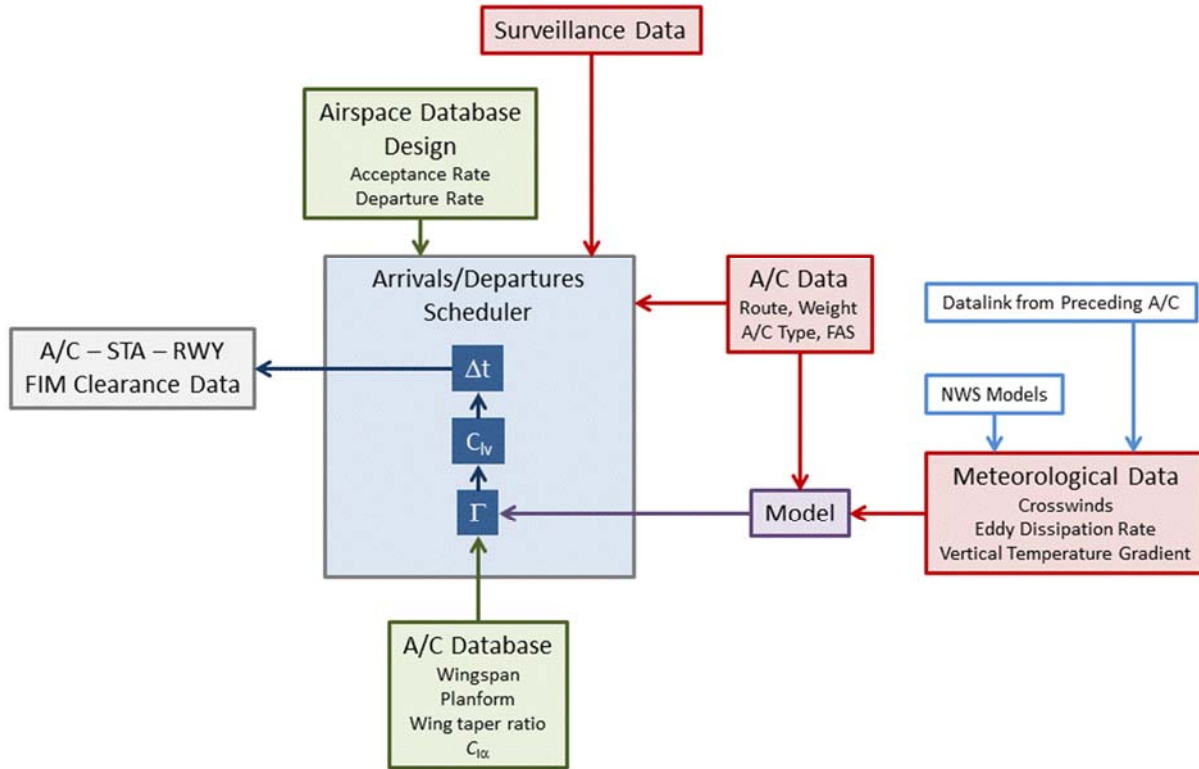 Surveillance Data
Airspace Database
Design
Acceptance Rate
Departure Rate
Arrivals/Departures
Scheduler
A/C Data
Route, Weight
A/C Type, FAS
Datalink from Preceding A/C
A/C – STA – RWY
FIM Clearance Data
Δt
NWS Models
Clv
Meteorological Data
Crosswinds
Eddy Dissipation Rate
Vertical Temperature Gradient
Γ
Model
A/C Database
Wingspan
Planform
Wing taper ratio
Clα